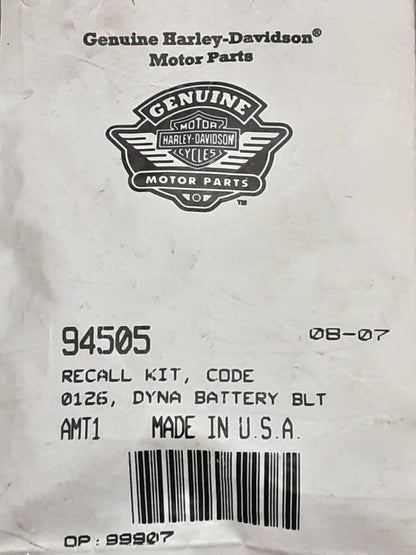 Genuine Harley-Davidson®
Motor Parts
GENUINE
MOTOR
HARLEY-DAVIDSON
CYCLES
MOTOR PARTS
TM
94505
08-07
RECALL KIT, CODE
0126, DYNA BATTERY BLT
AMT1 MADE IN U.S.A.
OP: 99907